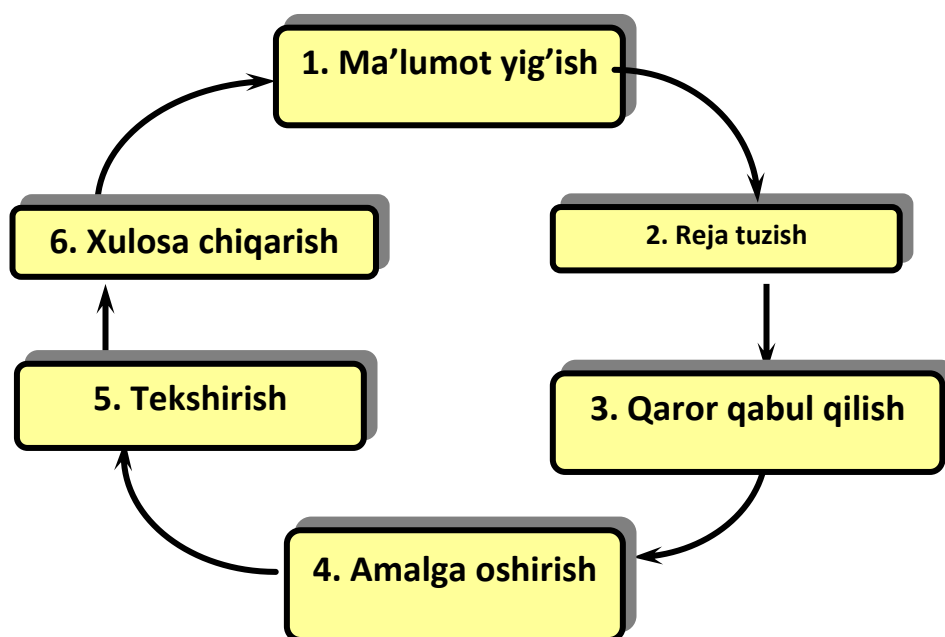 1. Ma’lumot yig’ish
2. Reja tuzish
3. Qaror qabul qilish
4. Amalga oshirish
5. Tekshirish
6. Xulosa chiqarish